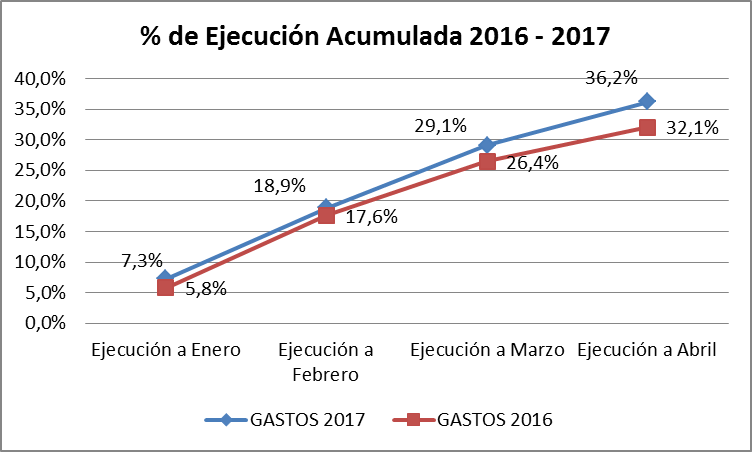 % de Ejecución Acumulada 2016 - 2017
40,0%
35,0%
30,0%
25,0%
20,0%
15,0%
10,0%
5,0%
0,0%
7,3%
18,9%
29,1%
36,2%
5,8%
17,6%
26,4%
32,1%
Ejecución a Enero
Ejecución a
Febrero
Ejecución a Marzo
Ejecución a Abril
GASTOS 2017
GASTOS 2016